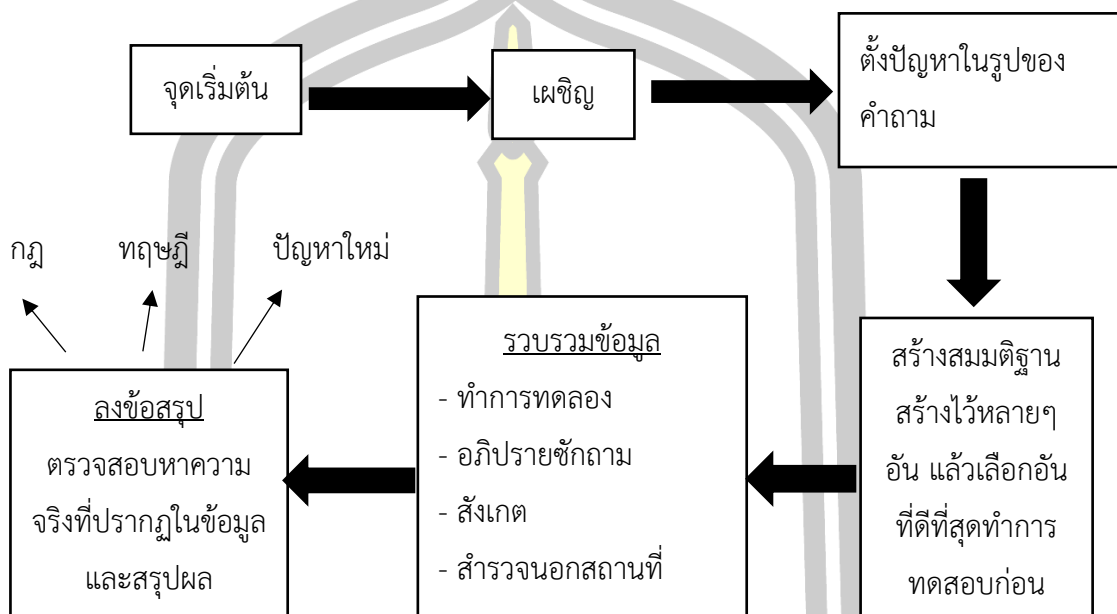 จุดเริ่มต้น
เผชิญ
ตั้งปัญหาในรูปของ
คำถาม
กฎ
ทฤษฎี
ปัญหาใหม่
สร้างสมมติฐาน
สร้างไว้หลายๆ
อัน แล้วเลือกอัน
ที่ดีที่สุดทำการ
ทดสอบก่อน
รวบรวมข้อมูล
- ทำการทดลอง
- อภิปรายซักถาม
- สังเกต
- สำรวจนอกสถานที่
ลงข้อสรุป
ตรวจสอบหาความ
จริงที่ปรากฏในข้อมูล
และสรุปผล